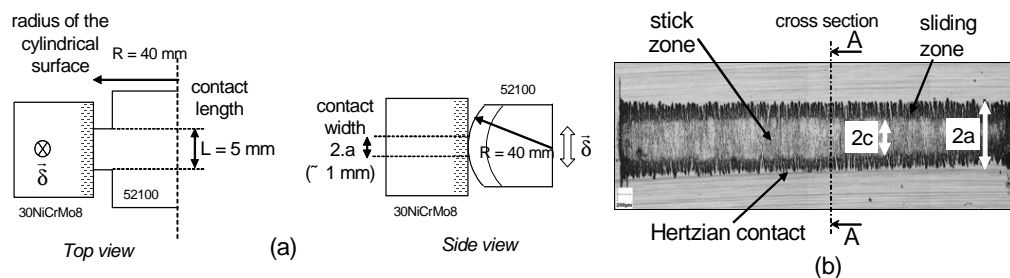 radius of the
cylindrical
surface
R = 40 mm
contact
length
L = 5 mm
δ
52100
30NiCrMo8
Top view
(a)
52100
contact
width
2.a
(~ 1 mm)
R = 40 mm
δ
30NiCrMo8
Side view
stick
zone
cross section
A
sliding
zone
2c
2a
200µm
Hertzian contact
A
(b)